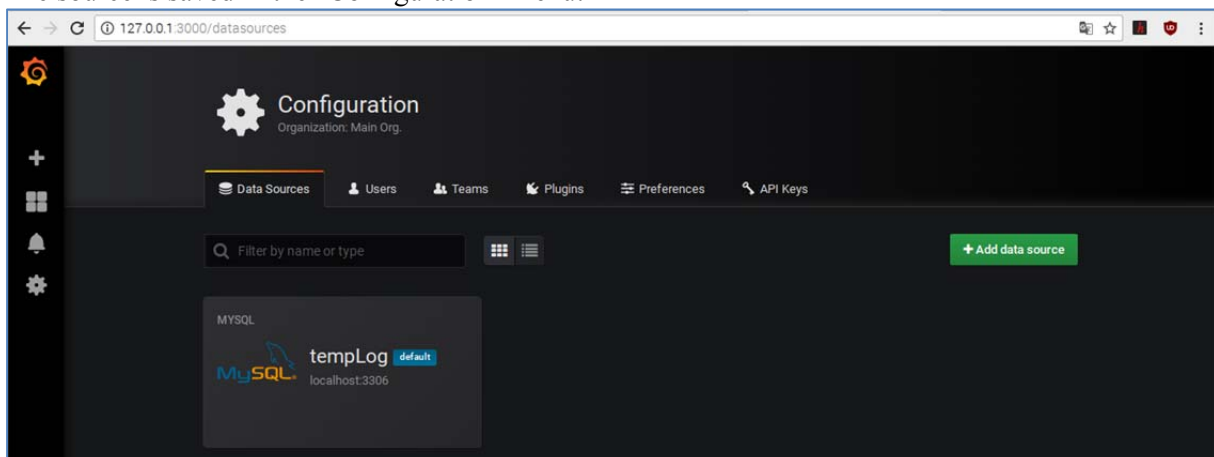 127.0.0.1:3000/datasources
Configuration
Organization: Main Org.
Data Sources Users Teams Plugins Preferences API Keys
Filter by name or type
+ Add data source
MYSQL
MySQL
tempLog default
localhost:3306